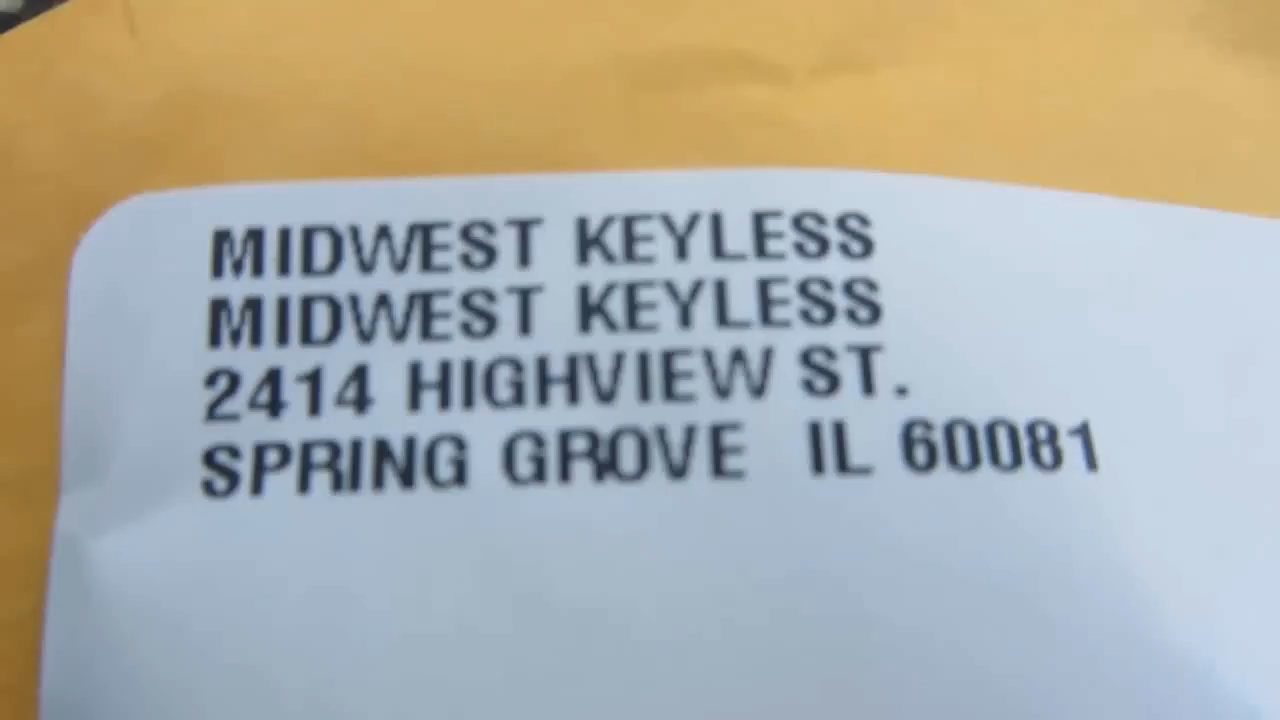 MIDWEST KEYLESS
MIDWEST KEYLESS
2414 HIGHVIEW ST.
SPRING GROVE IL 60081